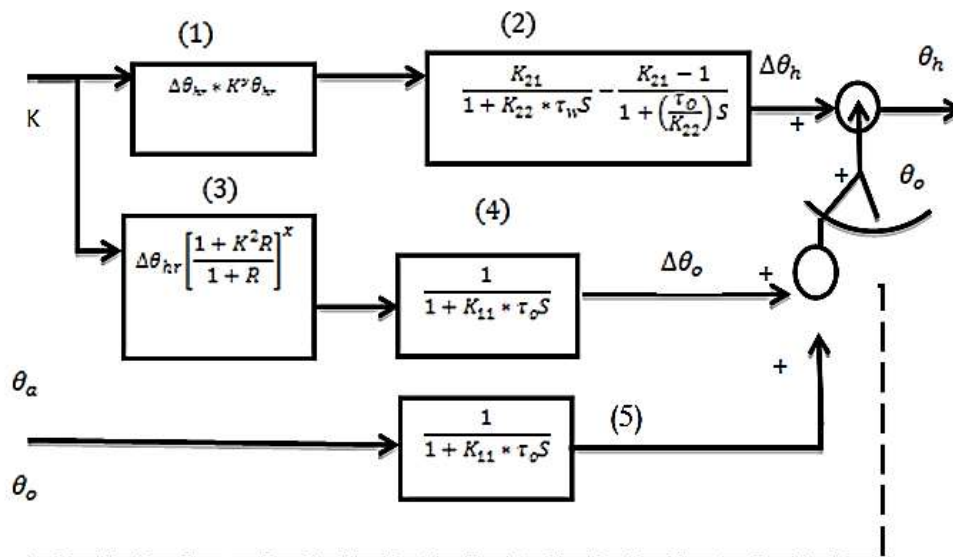 (1)
(2)
K
Δθ_hr * K^y θ_hr
K_21 / (1 + K_22 * τ_w S) − (K_21 − 1) / (1 + (τ_O / K_22) S)
Δθ_h
θ_h
+
+
θ_o
(3)
(4)
Δθ_hr [(1 + K^2 R) / (1 + R)]^x
1 / (1 + K_11 * τ_o S)
Δθ_o
+
+
θ_a
1 / (1 + K_11 * τ_o S)
(5)
θ_o